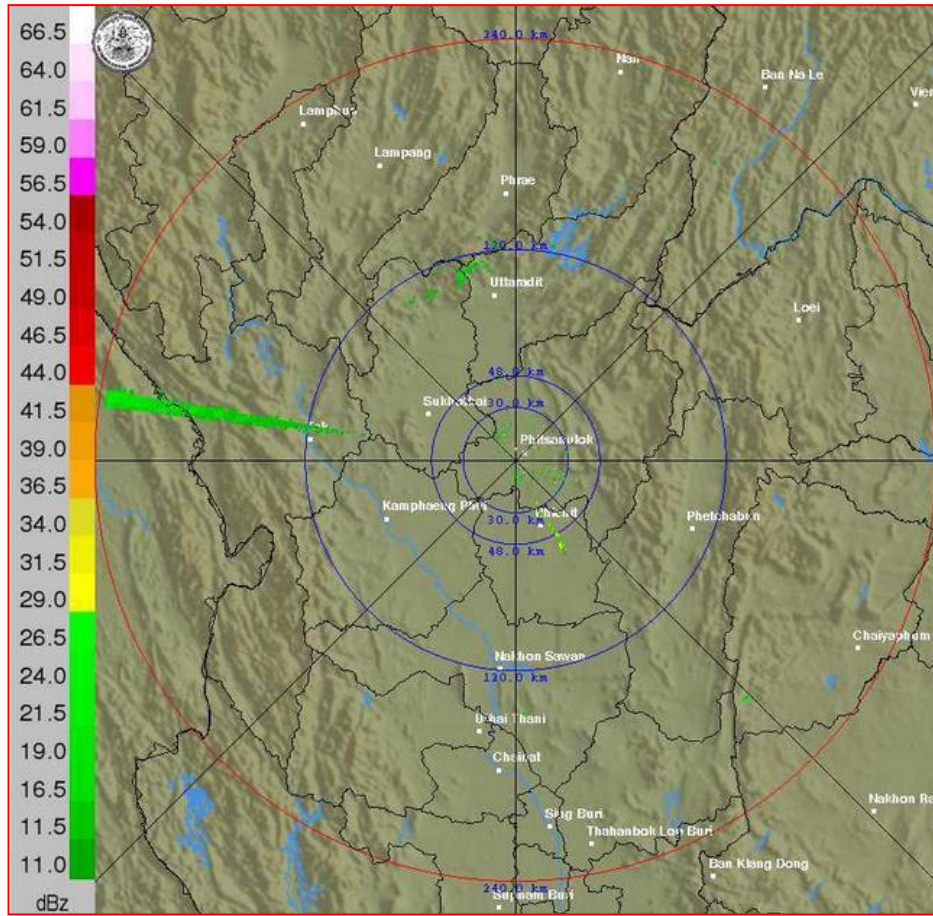 66.5
64.0
61.5
59.0
56.5
54.0
51.5
49.0
46.5
44.0
41.5
39.0
36.5
34.0
31.5
29.0
26.5
24.0
21.5
19.0
16.5
11.5
11.0
dBz
240.0 km
Nan
Ban Na Le
Lamphun
Lampang
Phrae
120.0 km
Uttaradit
Loei
48.0 km
30.0 km
Sukhothai
Phitsanulok
Kamphaeng Phet
Phichit
30.0 km
48.0 km
Phetchabun
Chaiyaphum
Nakhon Sawan
120.0 km
Uthai Thani
Chainat
Sing Buri
Thahanbok Lop Buri
Nakhon Ra
Ban Klang Dong
240.0 km
Suphan Buri